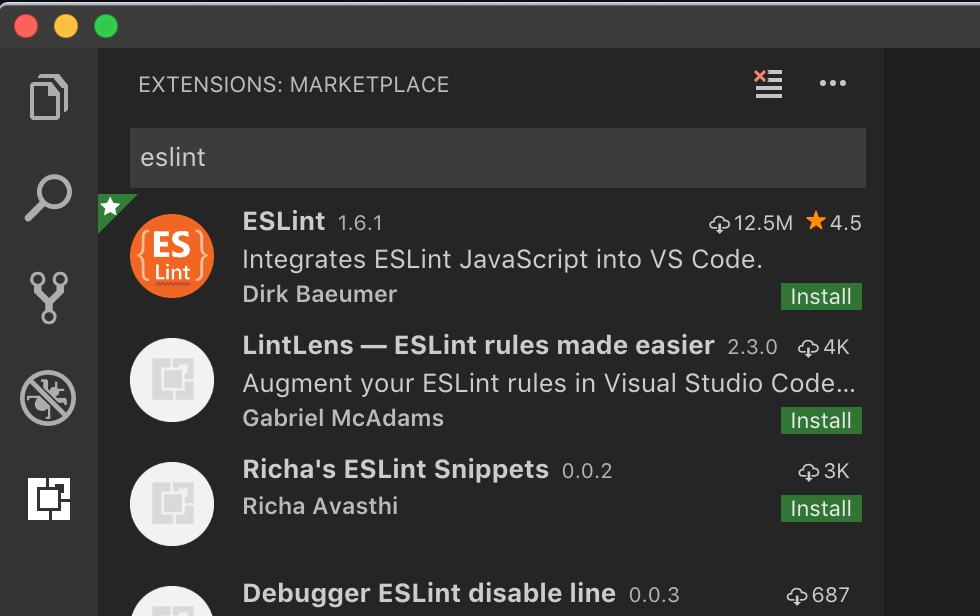 EXTENSIONS: MARKETPLACE
eslint
ES
Lint
ESLint 1.6.1 12.5M 4.5
Integrates ESLint JavaScript into VS Code.
Dirk Baeumer Install
LintLens — ESLint rules made easier 2.3.0 4K
Augment your ESLint rules in Visual Studio Code...
Gabriel McAdams Install
Richa's ESLint Snippets 0.0.2 3K
Richa Avasthi Install
Debugger ESLint disable line 0.0.3 687